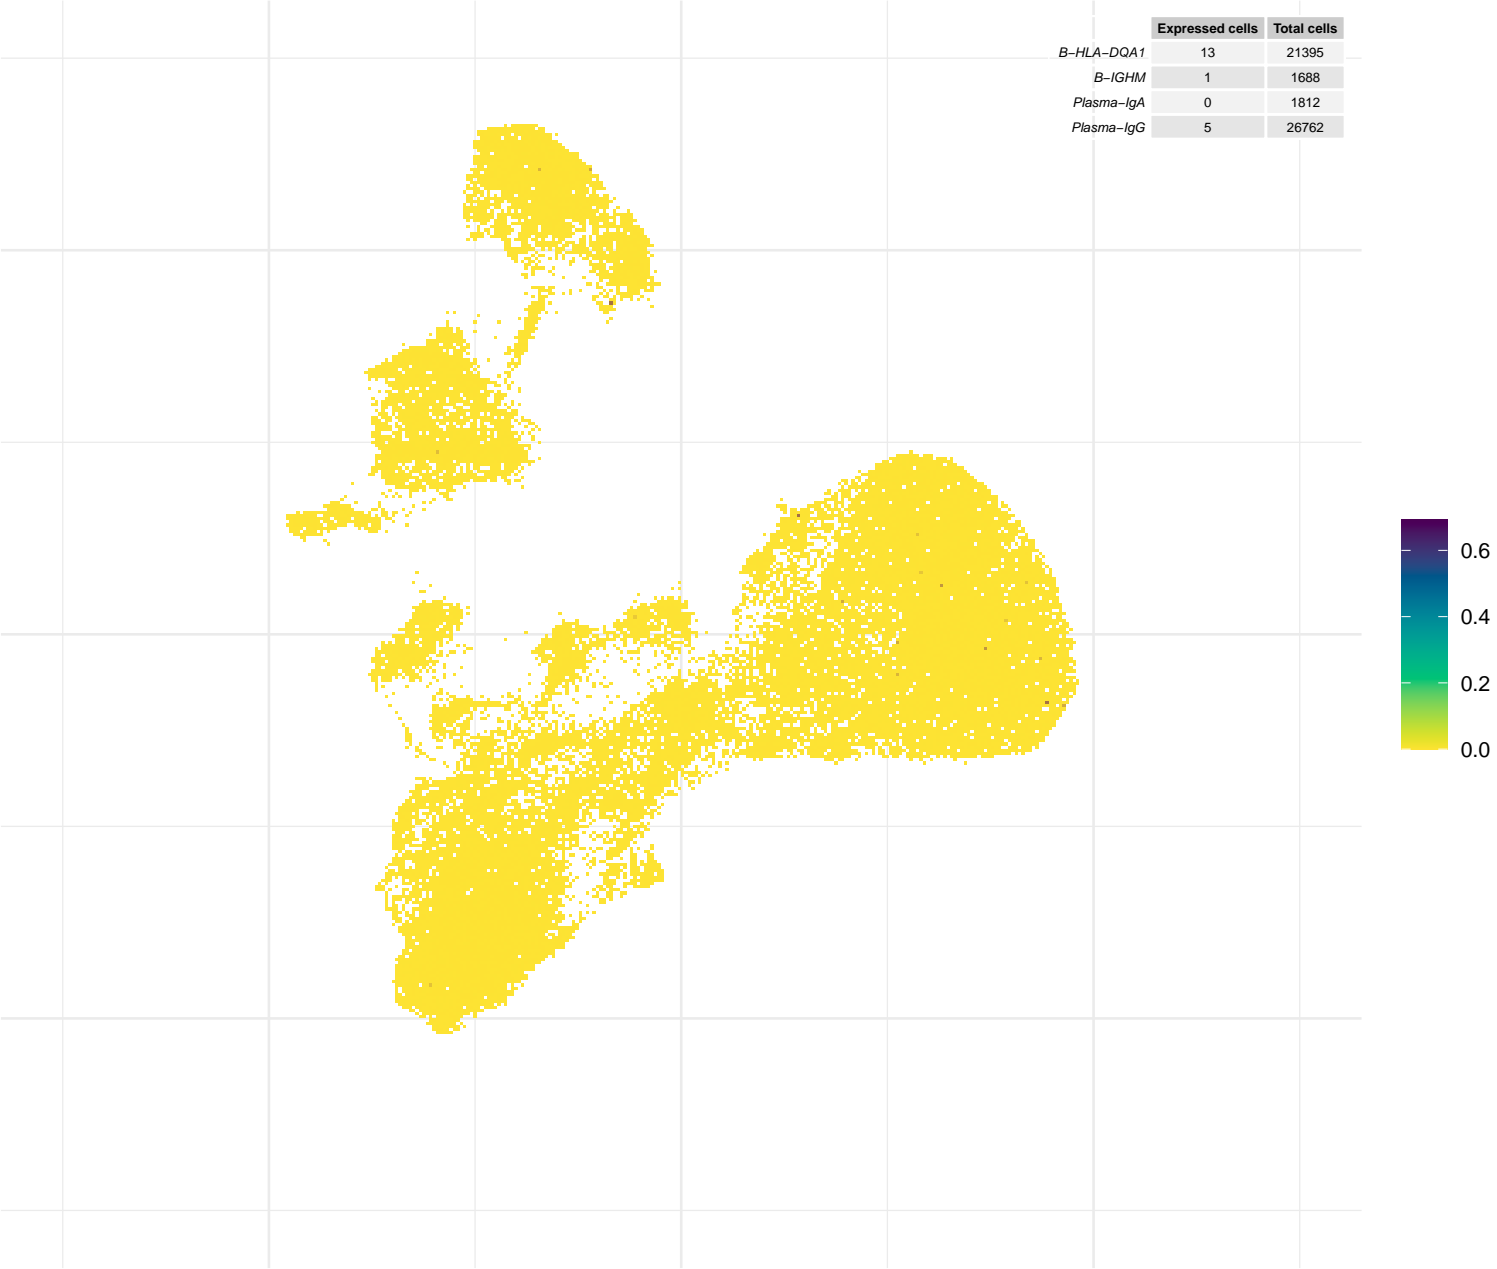 Expressed cells Total cells
B−HLA−DQA1 13 21395
B−IGHM 1 1688
Plasma−IgA 0 1812
Plasma−IgG 5 26762
0.6
0.4
0.2
0.0